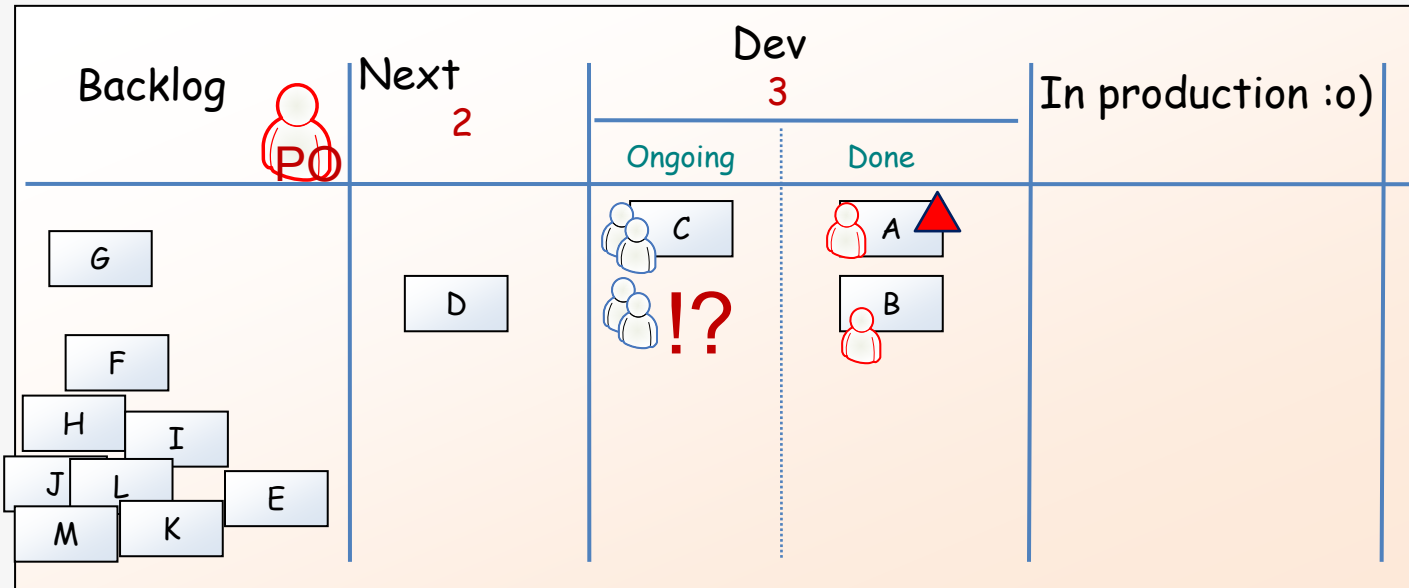 Backlog
PO
Next
2
Dev
3
Ongoing
Done
In production :o)
G
F
H
I
J
L
E
M
K
D
C
!?
A
B